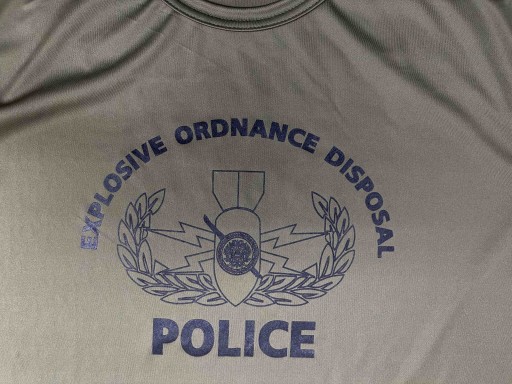 EXPLOSIVE ORDNANCE DISPOSAL
POLICE